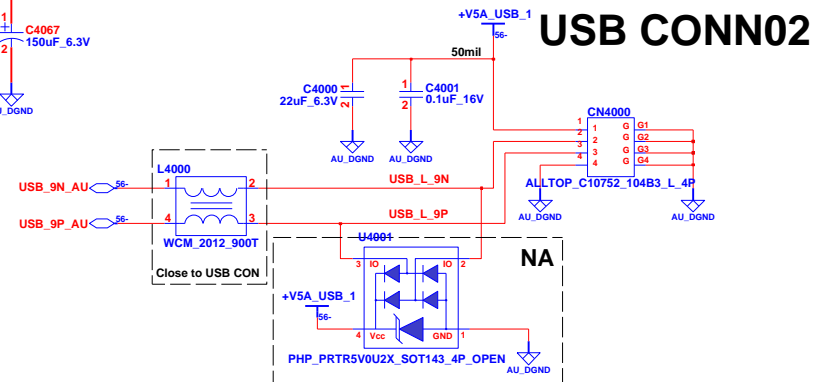 USB CONN02
+V5A_USB_1
56-
50mil
1
+
C4067
150uF_6.3V
2
AU_DGND
C4000
22uF_6.3V
1
2
C4001
0.1uF_16V
1
2
AU_DGND
AU_DGND
CN4000
1 1 G G1
2 2 G G2
3 3 G G3
4 4 G G4
ALLTOP_C10752_104B3_L_4P
AU_DGND
AU_DGND
L4000
USB_9N_AU 56- 1 2 USB_L_9N
USB_9P_AU 56- 4 3 USB_L_9P
WCM_2012_900T
Close to USB CON
U4001
NA
3 IO IO 2
+V5A_USB_1
56-
4 Vcc GND 1
PHP_PRTR5V0U2X_SOT143_4P_OPEN
AU_DGND